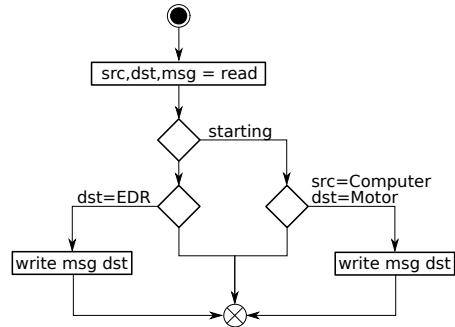 src,dst,msg = read
starting
dst=EDR
src=Computer
dst=Motor
write msg dst
write msg dst